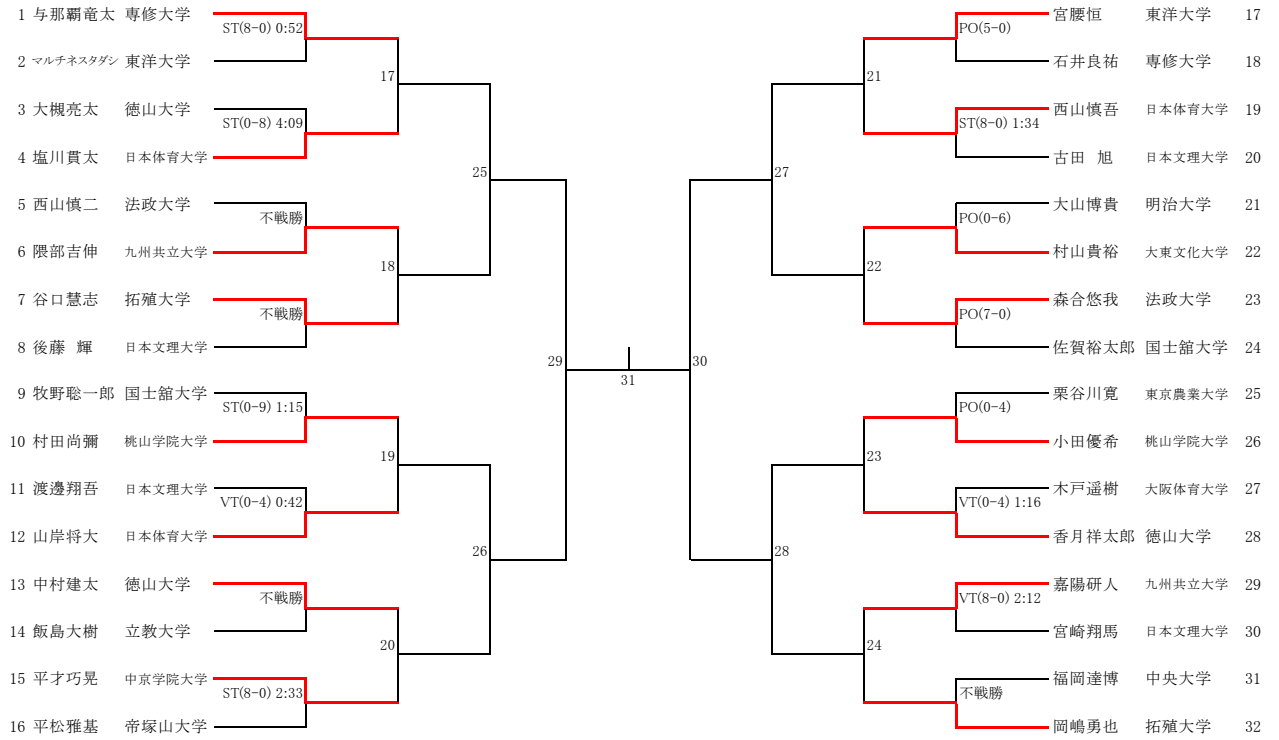 1 与那覇竜太 専修大学
ST(8-0) 0:52
2 マルチネスタダシ 東洋大学
17
3 大槻亮太 徳山大学
ST(0-8) 4:09
4 塩川貫太 日本体育大学
25
5 西山慎二 法政大学
不戦勝
6 隈部吉伸 九州共立大学
18
7 谷口慧志 拓殖大学
不戦勝
8 後藤 輝 日本文理大学
29
9 牧野聡一郎 国士舘大学
ST(0-9) 1:15
10 村田尚彌 桃山学院大学
19
11 渡邊翔吾 日本文理大学
VT(0-4) 0:42
12 山岸将大 日本体育大学
26
13 中村建太 徳山大学
不戦勝
14 飯島大樹 立教大学
20
15 平才巧晃 中京学院大学
ST(8-0) 2:33
16 平松雅基 帝塚山大学
31
宮腰恒 東洋大学 17
PO(5-0)
石井良祐 専修大学 18
21
西山慎吾 日本体育大学 19
ST(8-0) 1:34
古田 旭 日本文理大学 20
27
大山博貴 明治大学 21
PO(0-6)
村山貴裕 大東文化大学 22
22
森合悠我 法政大学 23
PO(7-0)
佐賀裕太郎 国士舘大学 24
30
栗谷川寛 東京農業大学 25
PO(0-4)
小田優希 桃山学院大学 26
23
木戸遥樹 大阪体育大学 27
VT(0-4) 1:16
香月祥太郎 徳山大学 28
28
嘉陽研人 九州共立大学 29
VT(8-0) 2:12
宮崎翔馬 日本文理大学 30
24
福岡達博 中央大学 31
不戦勝
岡嶋勇也 拓殖大学 32